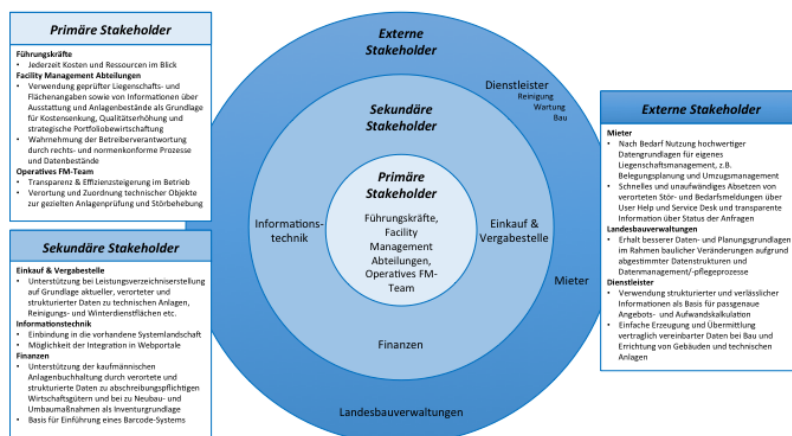 Primäre Stakeholder
Führungskräfte
• Jederzeit Kosten und Ressourcen im Blick
Facility Management Abteilungen
• Verwendung geprüfter Liegenschafts- und
Flächenangaben sowie von Informationen über
Ausstattung und Anlagenbestände als Grundlage
für Kostensenkung, Qualitätserhöhung und
strategische Portfoliobewirtschaftung
• Wahrnehmung der Betreiberverantwortung
durch rechts- und normenkonforme Prozesse
und Datenbestände
Operatives FM-Team
• Transparenz & Effizienzsteigerung im Betrieb
• Verortung und Zuordnung technischer Objekte
zur gezielten Anlagenprüfung und Störbehebung
Sekundäre Stakeholder
Einkauf & Vergabestelle
• Unterstützung bei Leistungsverzeichniserstellung
auf Grundlage aktueller, verorteter und
strukturierter Daten zu technischen Anlagen,
Reinigungs- und Winterdienstflächen etc.
Informationstechnik
• Einbindung in die vorhandene Systemlandschaft
• Möglichkeit der Integration in Webportale
Finanzen
• Unterstützung der kaufmännischen
Anlagenbuchhaltung durch verortete und
strukturierte Daten zu abschreibungspflichtigen
Wirtschaftsgütern und bei zu Neubau- und
Umbaumaßnahmen als Inventurgrundlage
• Basis für Einführung eines Barcode-Systems
Externe
Stakeholder
Dienstleister
Reinigung
Wartung
Bau
Sekundäre
Stakeholder
Primäre
Stakeholder
Führungskräfte,
Facility
Management
Abteilungen,
Operatives FM-
Team
Informations-
technik
Einkauf &
Vergabestelle
Mieter
Finanzen
Landesbauverwaltungen
Externe Stakeholder
Mieter
• Nach Bedarf Nutzung hochwertiger
Datengrundlagen für eigenes
Liegenschaftsmanagement, z.B.
Belegungsplanung und Umzugsmanagement
• Schnelles und unaufwändiges Absetzen von
verorteten Stör- und Bedarfsmeldungen über
User Help und Service Desk und transparente
Information über Status der Anfragen
Landesbauverwaltungen
• Erhalt besserer Daten- und Planungsgrundlagen
im Rahmen baulicher Veränderungen aufgrund
abgestimmter Datenstrukturen und
Datenmanagement/-pflegeprozesse
Dienstleister
• Verwendung strukturierter und verlässlicher
Informationen als Basis für passgenaue
Angebots- und Aufwandskalkulation
• Einfache Erzeugung und Übermittlung
vertraglich vereinbarter Daten bei Bau und
Errichtung von Gebäuden und technischen
Anlagen